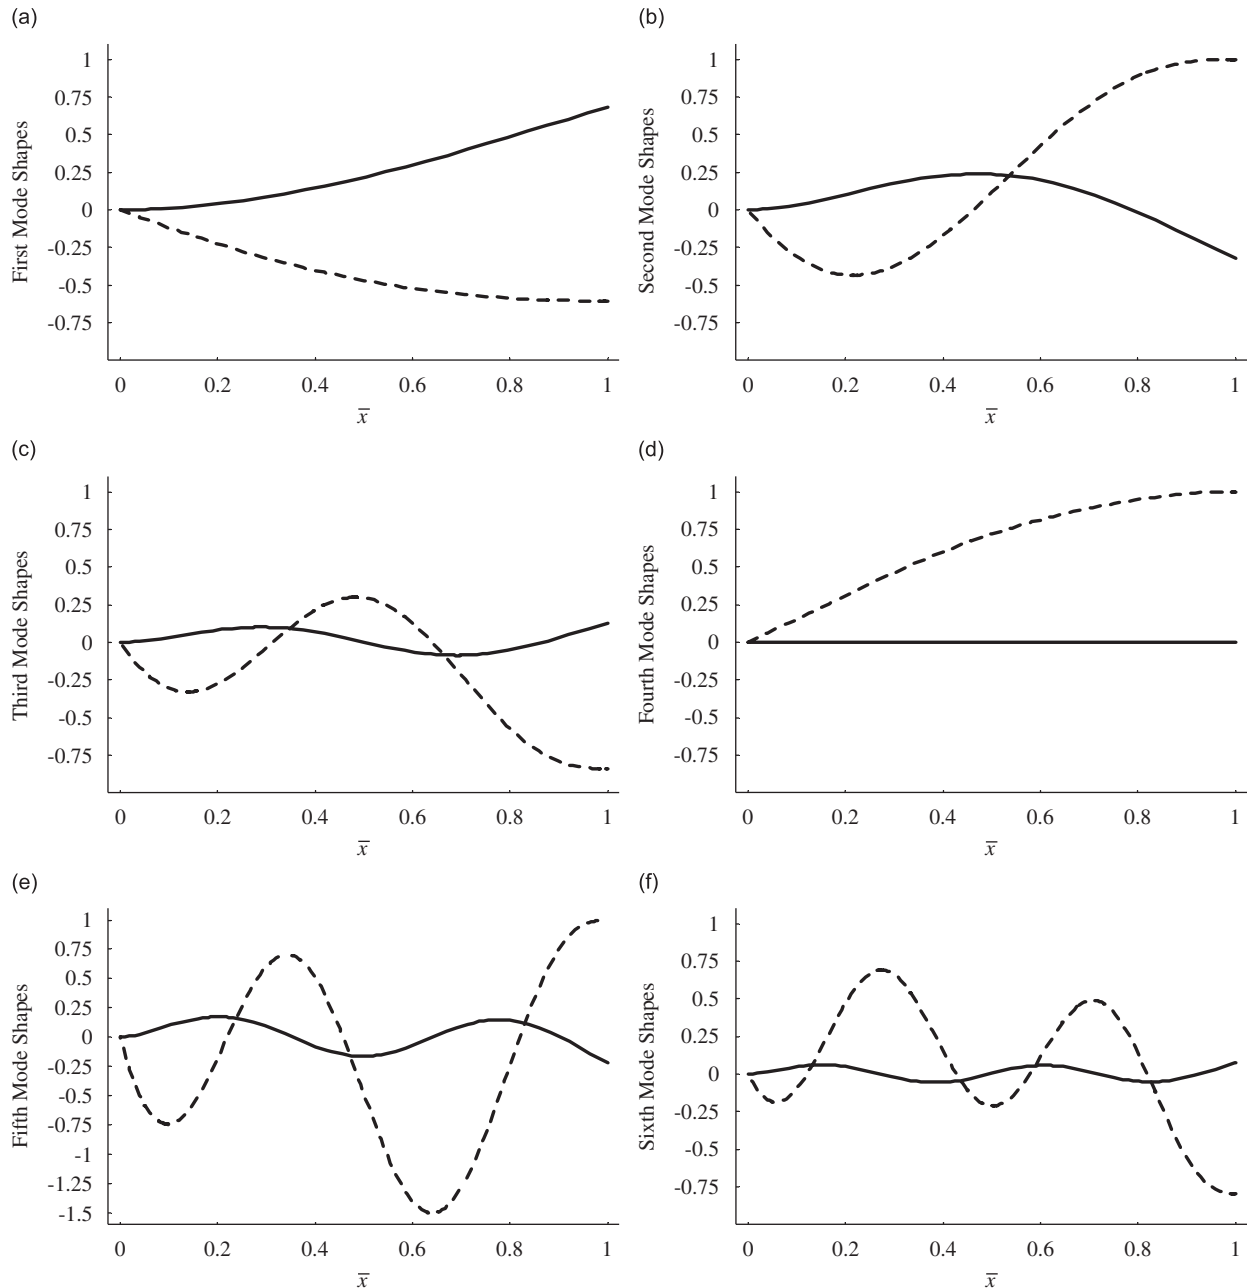 (a)
1
0.75
0.5
0.25
0
-0.25
-0.5
-0.75
First Mode Shapes
0 0.2 0.4 0.6 0.8 1
x̄
(b)
1
0.75
0.5
0.25
0
-0.25
-0.5
-0.75
Second Mode Shapes
0 0.2 0.4 0.6 0.8 1
x̄
(c)
1
0.75
0.5
0.25
0
-0.25
-0.5
-0.75
Third Mode Shapes
0 0.2 0.4 0.6 0.8 1
x̄
(d)
1
0.75
0.5
0.25
0
-0.25
-0.5
-0.75
Fourth Mode Shapes
0 0.2 0.4 0.6 0.8 1
x̄
(e)
1
0.75
0.5
0.25
0
-0.25
-0.5
-0.75
-1
-1.25
-1.5
Fifth Mode Shapes
0 0.2 0.4 0.6 0.8 1
x̄
(f)
1
0.75
0.5
0.25
0
-0.25
-0.5
-0.75
Sixth Mode Shapes
0 0.2 0.4 0.6 0.8 1
x̄